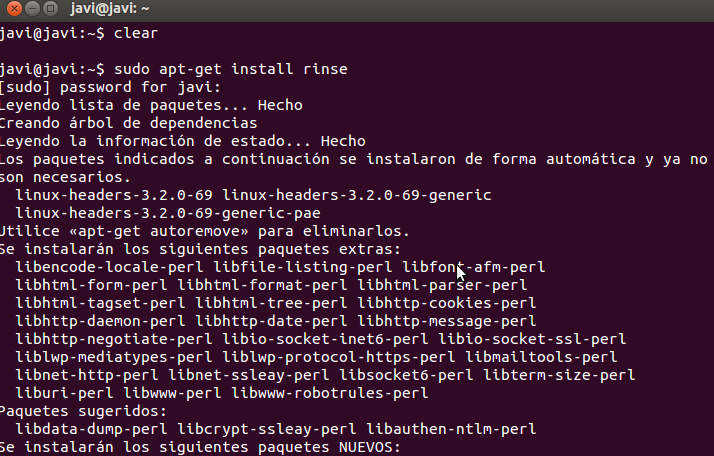 javi@javi: ~
javi@javi:~$ clear
javi@javi:~$ sudo apt-get install rinse
[sudo] password for javi:
Leyendo lista de paquetes... Hecho
Creando árbol de dependencias
Leyendo la información de estado... Hecho
Los paquetes indicados a continuación se instalaron de forma automática y ya no
son necesarios.
linux-headers-3.2.0-69 linux-headers-3.2.0-69-generic
linux-headers-3.2.0-69-generic-pae
Utilice «apt-get autoremove» para eliminarlos.
Se instalarán los siguientes paquetes extras:
libencode-locale-perl libfile-listing-perl libfont-afm-perl
libhtml-form-perl libhtml-format-perl libhtml-parser-perl
libhtml-tagset-perl libhtml-tree-perl libhttp-cookies-perl
libhttp-daemon-perl libhttp-date-perl libhttp-message-perl
libhttp-negotiate-perl libio-socket-inet6-perl libio-socket-ssl-perl
liblwp-mediatypes-perl liblwp-protocol-https-perl libmailtools-perl
libnet-http-perl libnet-ssleay-perl libsocket6-perl libterm-size-perl
liburi-perl libwww-perl libwww-robotrules-perl
Paquetes sugeridos:
libdata-dump-perl libcrypt-ssleay-perl libauthen-ntlm-perl
Se instalarán los siguientes paquetes NUEVOS: